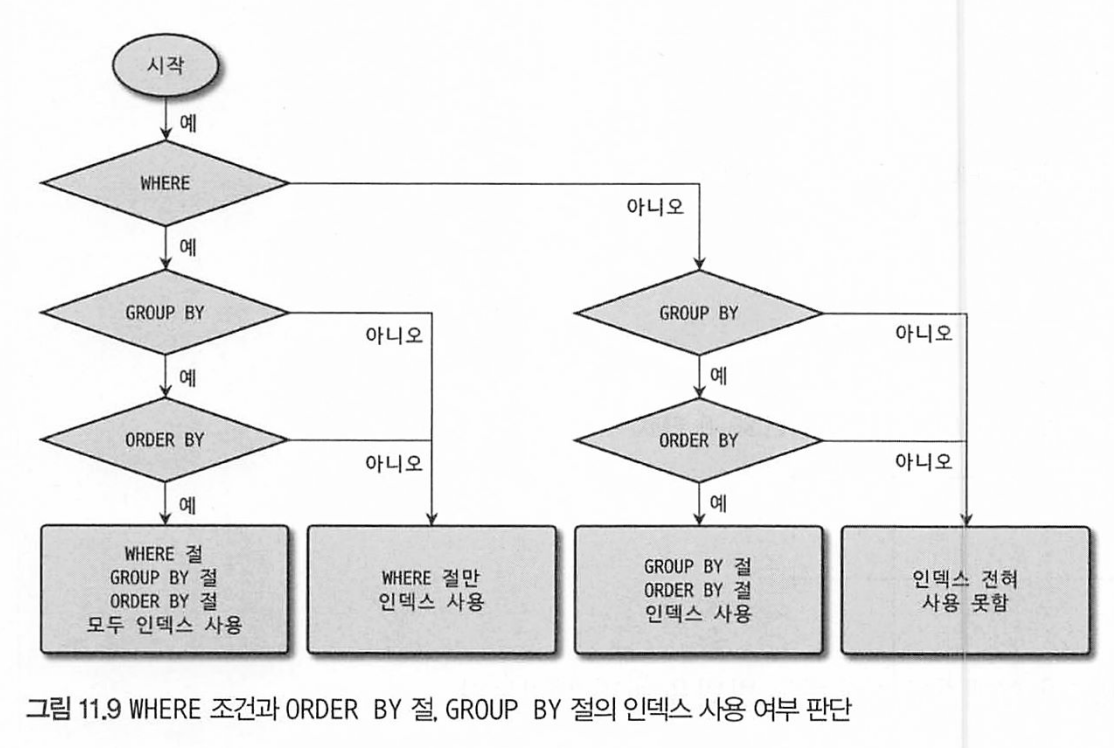 시작
예
WHERE
아니오
예
GROUP BY
아니오
예
ORDER BY
아니오
예
GROUP BY
아니오
예
ORDER BY
아니오
예
WHERE 절
GROUP BY 절
ORDER BY 절
모두 인덱스 사용
WHERE 절만
인덱스 사용
GROUP BY 절
ORDER BY 절
인덱스 사용
인덱스 전혀
사용 못함
그림 11.9 WHERE 조건과 ORDER BY 절, GROUP BY 절의 인덱스 사용 여부 판단